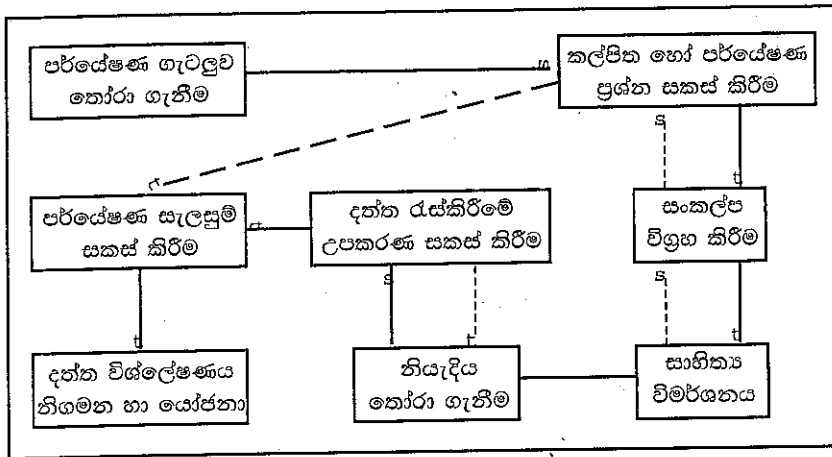 පර්යේෂණ ගැටලුව
තෝරා ගැනීම
කල්පිත හෝ පර්යේෂණ
ප්‍රශ්න සකස් කිරීම
පර්යේෂණ සැලසුම්
සකස් කිරීම
දත්ත රැස්කිරීමේ
උපකරණ සකස් කිරීම
සංකල්ප
විග්‍රහ කිරීම
දත්ත විශ්ලේෂණය
නිගමන හා යෝජනා
නියැදිය
තෝරා ගැනීම
සාහිත්‍ය
විමර්ශනය